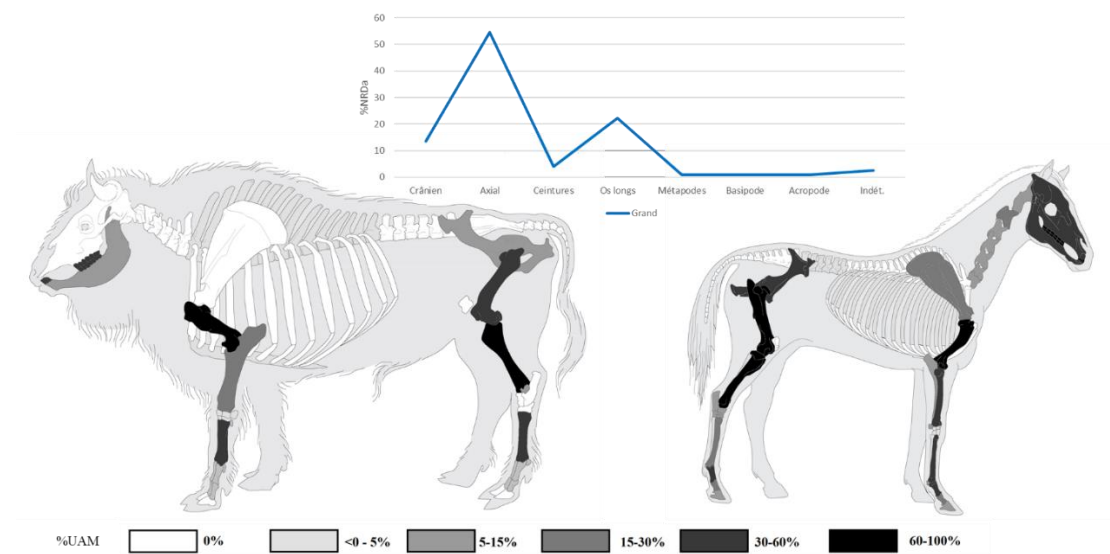 60
50
40
30
20
10
0
%NRDa
Crânien Axial Ceintures Os longs Métapodes Basipode Acropode Indét.
Grand
%UAM 0% <0 - 5% 5-15% 15-30% 30-60% 60-100%